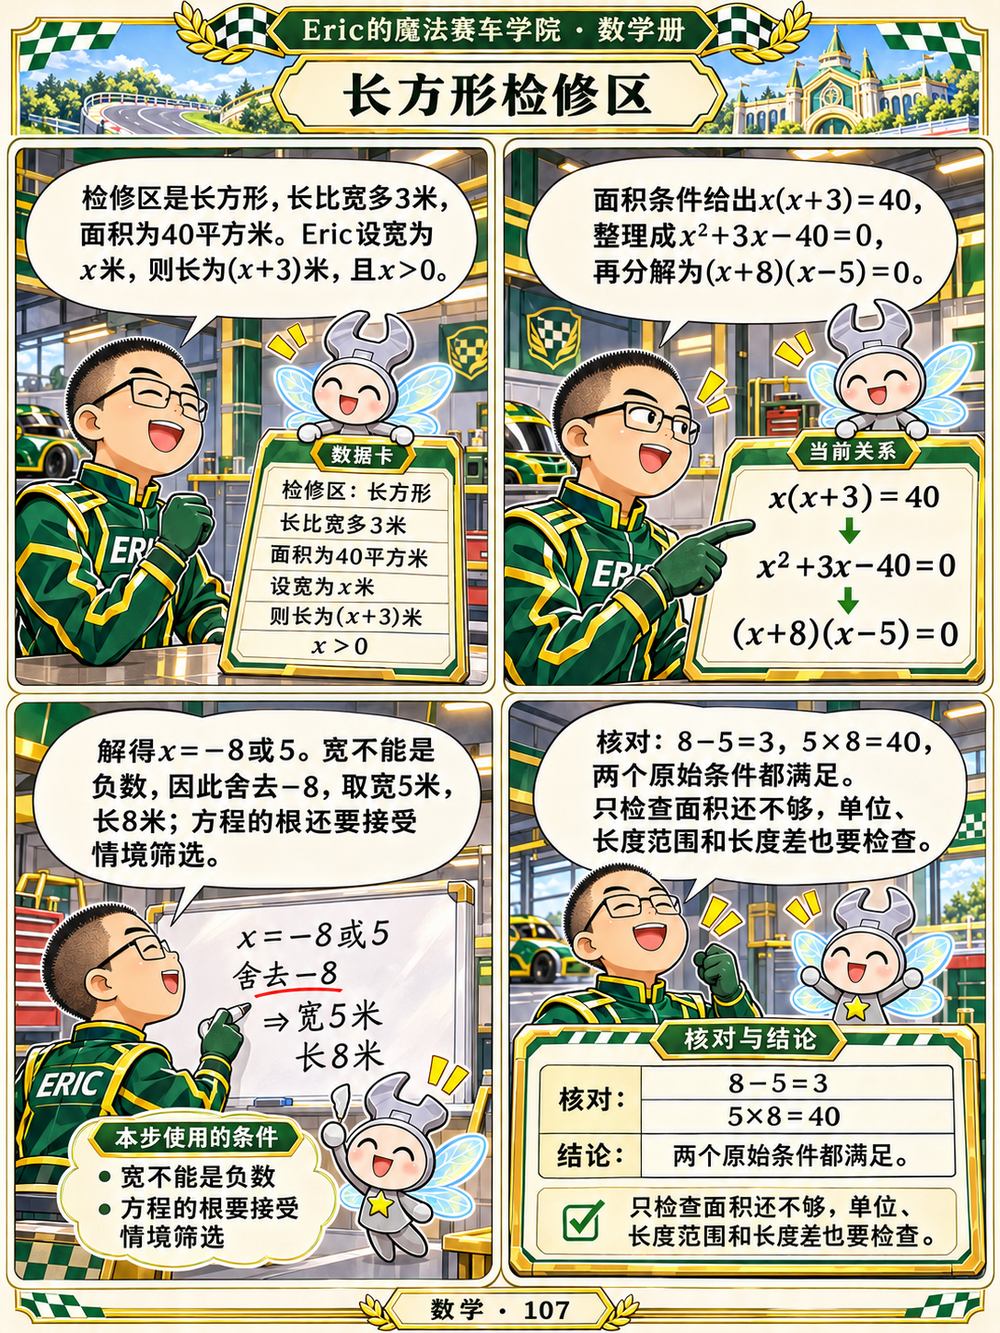 Eric的魔法赛车学院 · 数学册
长方形检修区
检修区是长方形，长比宽多3米，
面积为40平方米。Eric设宽为
x米，则长为(x+3)米，且x>0。
数据卡
检修区：长方形
长比宽多3米
面积为40平方米
设宽为x米
则长为(x+3)米
x>0
面积条件给出x(x+3)=40，
整理成x²+3x−40=0，
再分解为(x+8)(x−5)=0。
当前关系
x(x+3)=40
x²+3x−40=0
(x+8)(x−5)=0
解得x=−8或5。宽不能是
负数，因此舍去−8，取宽5米，
长8米；方程的根还要接受
情境筛选。
x=−8或5
舍去−8
⇒宽5米
长8米
ERIC
本步使用的条件
• 宽不能是负数
• 方程的根要接受
情境筛选
核对：8−5=3，5×8=40，
两个原始条件都满足。
只检查面积还不够，单位、
长度范围和长度差也要检查。
核对与结论
核对：
8−5=3
5×8=40
结论：
两个原始条件都满足。
只检查面积还不够，单位、
长度范围和长度差也要检查。
数学 · 107